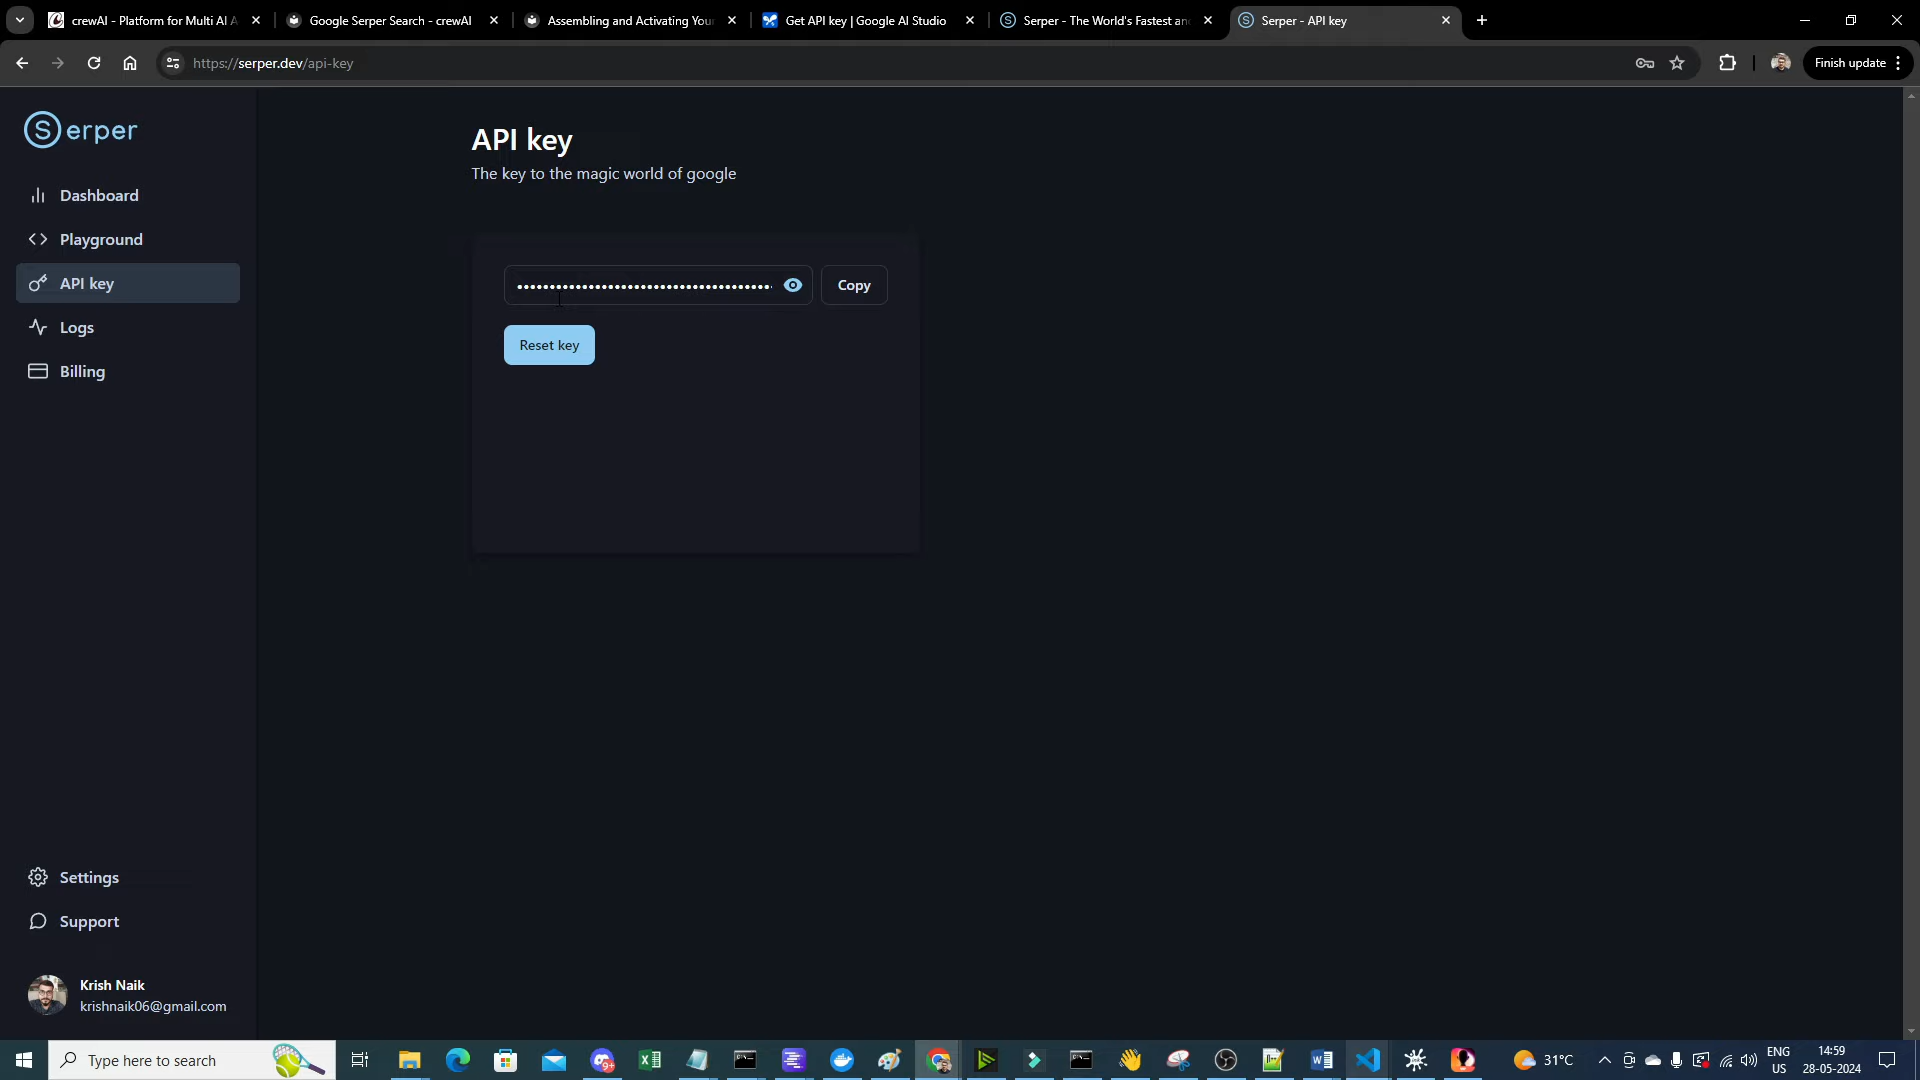 crewAI - Platform for Multi AI A
Google Serper Search - crewAI
Assembling and Activating Your
Get API key | Google AI Studio
Serper - The World's Fastest an
Serper - API key
https://serper.dev/api-key
Finish update
Serper
API key
The key to the magic world of google
Dashboard
Playground
API key
Logs
Billing
Copy
Reset key
Settings
Support
Krish Naik
krishnaik06@gmail.com
Type here to search
31°C
ENG
US
14:59
28-05-2024